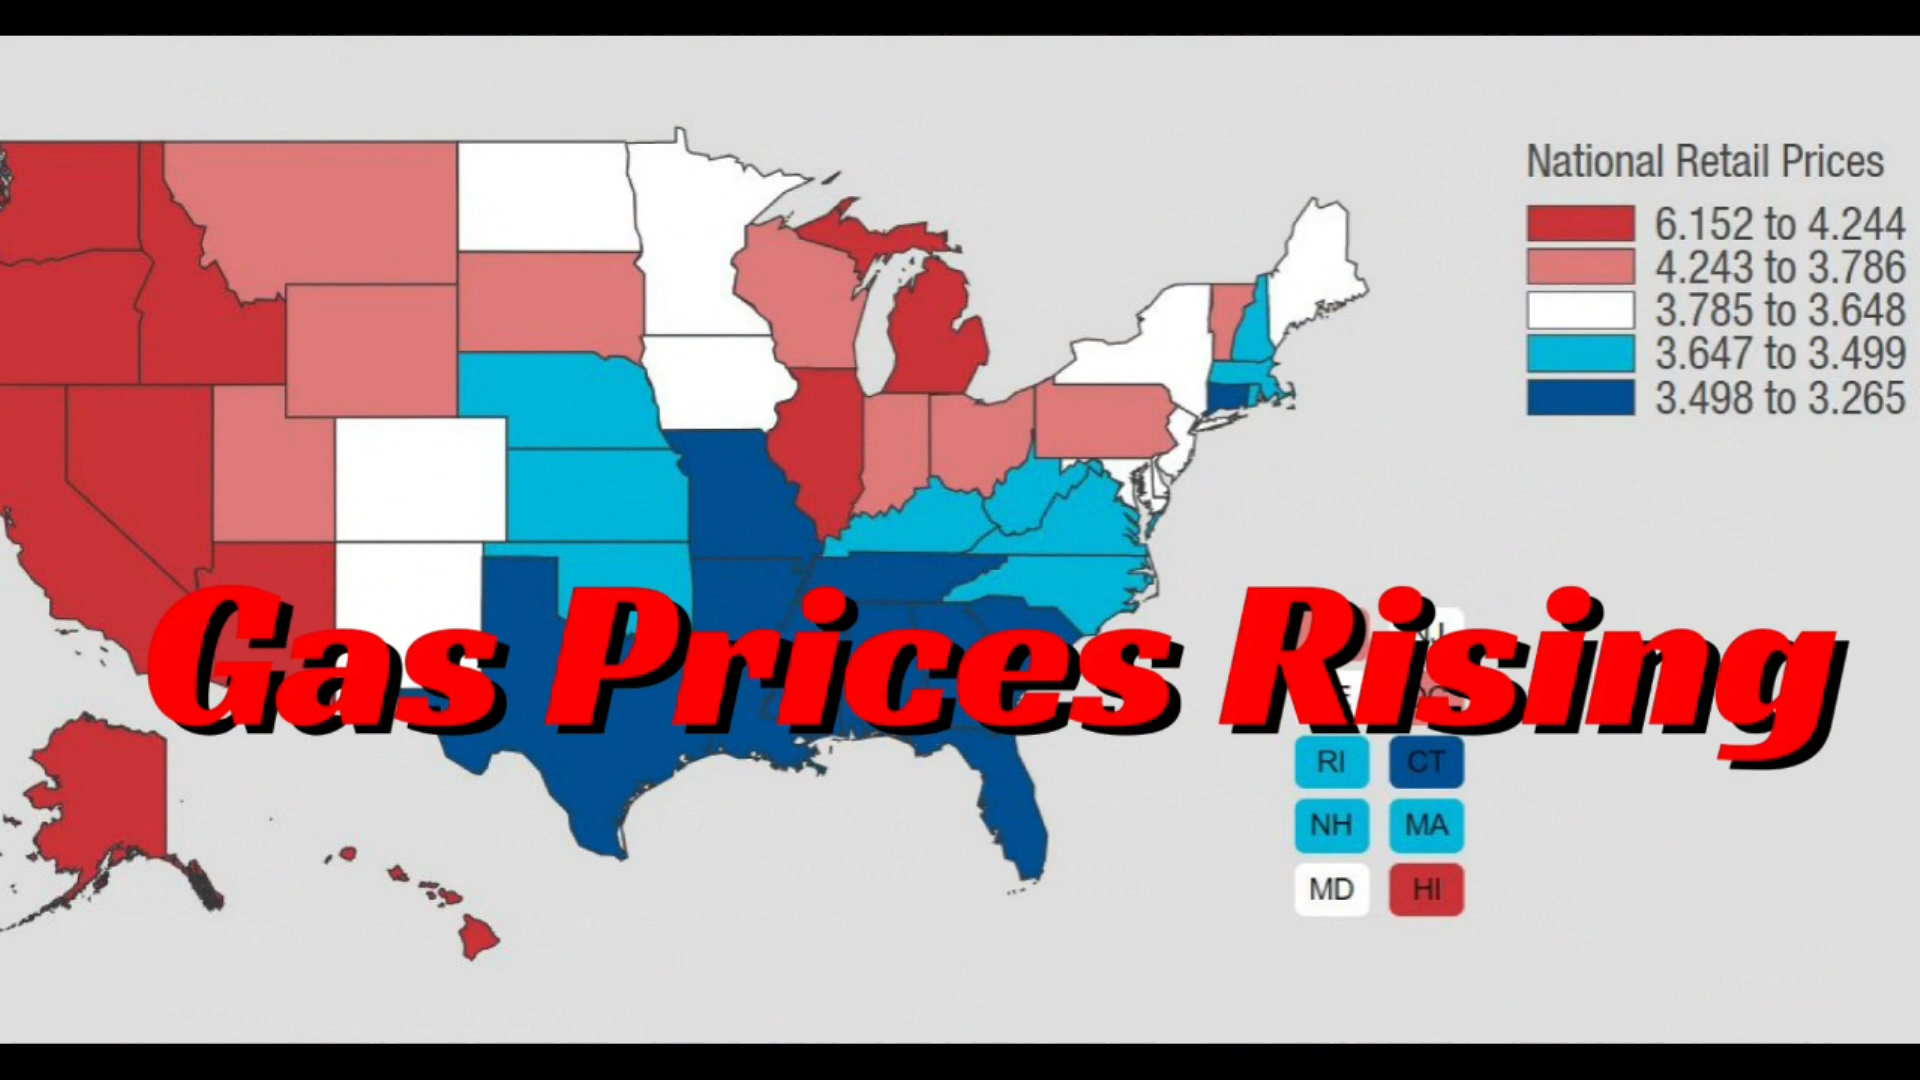 National Retail Prices
6.152 to 4.244
4.243 to 3.786
3.785 to 3.648
3.647 to 3.499
3.498 to 3.265
Gas Prices Rising
RI CT
NH MA
MD HI